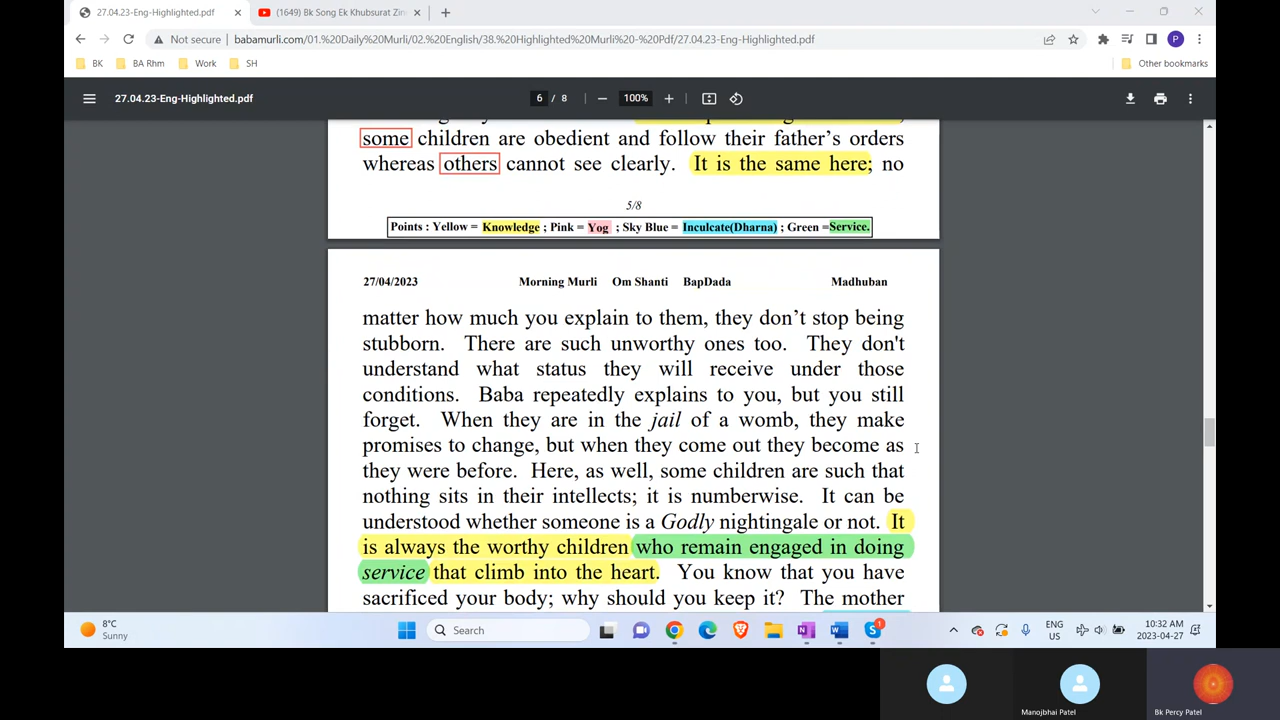 27.04.23-Eng-Highlighted.pdf
(1649) Bk Song Ek Khubsurat Zin
Not secure
babamurli.com/01.%20Daily%20Murli/02.%20English/38.%20Highlighted%20Murli%20-%20Pdf/27.04.23-Eng-Highlighted.pdf
P
BK BA Rhm Work SH Other bookmarks
27.04.23-Eng-Highlighted.pdf 6 / 8 100%
some children are obedient and follow their father's orders
whereas others cannot see clearly. It is the same here; no
5/8
Points : Yellow = Knowledge ; Pink = Yog ; Sky Blue = Inculcate(Dharna) ; Green =Service.
27/04/2023 Morning Murli Om Shanti BapDada Madhuban
matter how much you explain to them, they don't stop being
stubborn. There are such unworthy ones too. They don't
understand what status they will receive under those
conditions. Baba repeatedly explains to you, but you still
forget. When they are in the jail of a womb, they make
promises to change, but when they come out they become as
they were before. Here, as well, some children are such that
nothing sits in their intellects; it is numberwise. It can be
understood whether someone is a Godly nightingale or not. It
is always the worthy children who remain engaged in doing
service that climb into the heart. You know that you have
sacrificed your body; why should you keep it? The mother
8°C
Sunny
Search
1
ENG
US
10:32 AM
2023-04-27
Manojbhai Patel
Bk Percy Patel